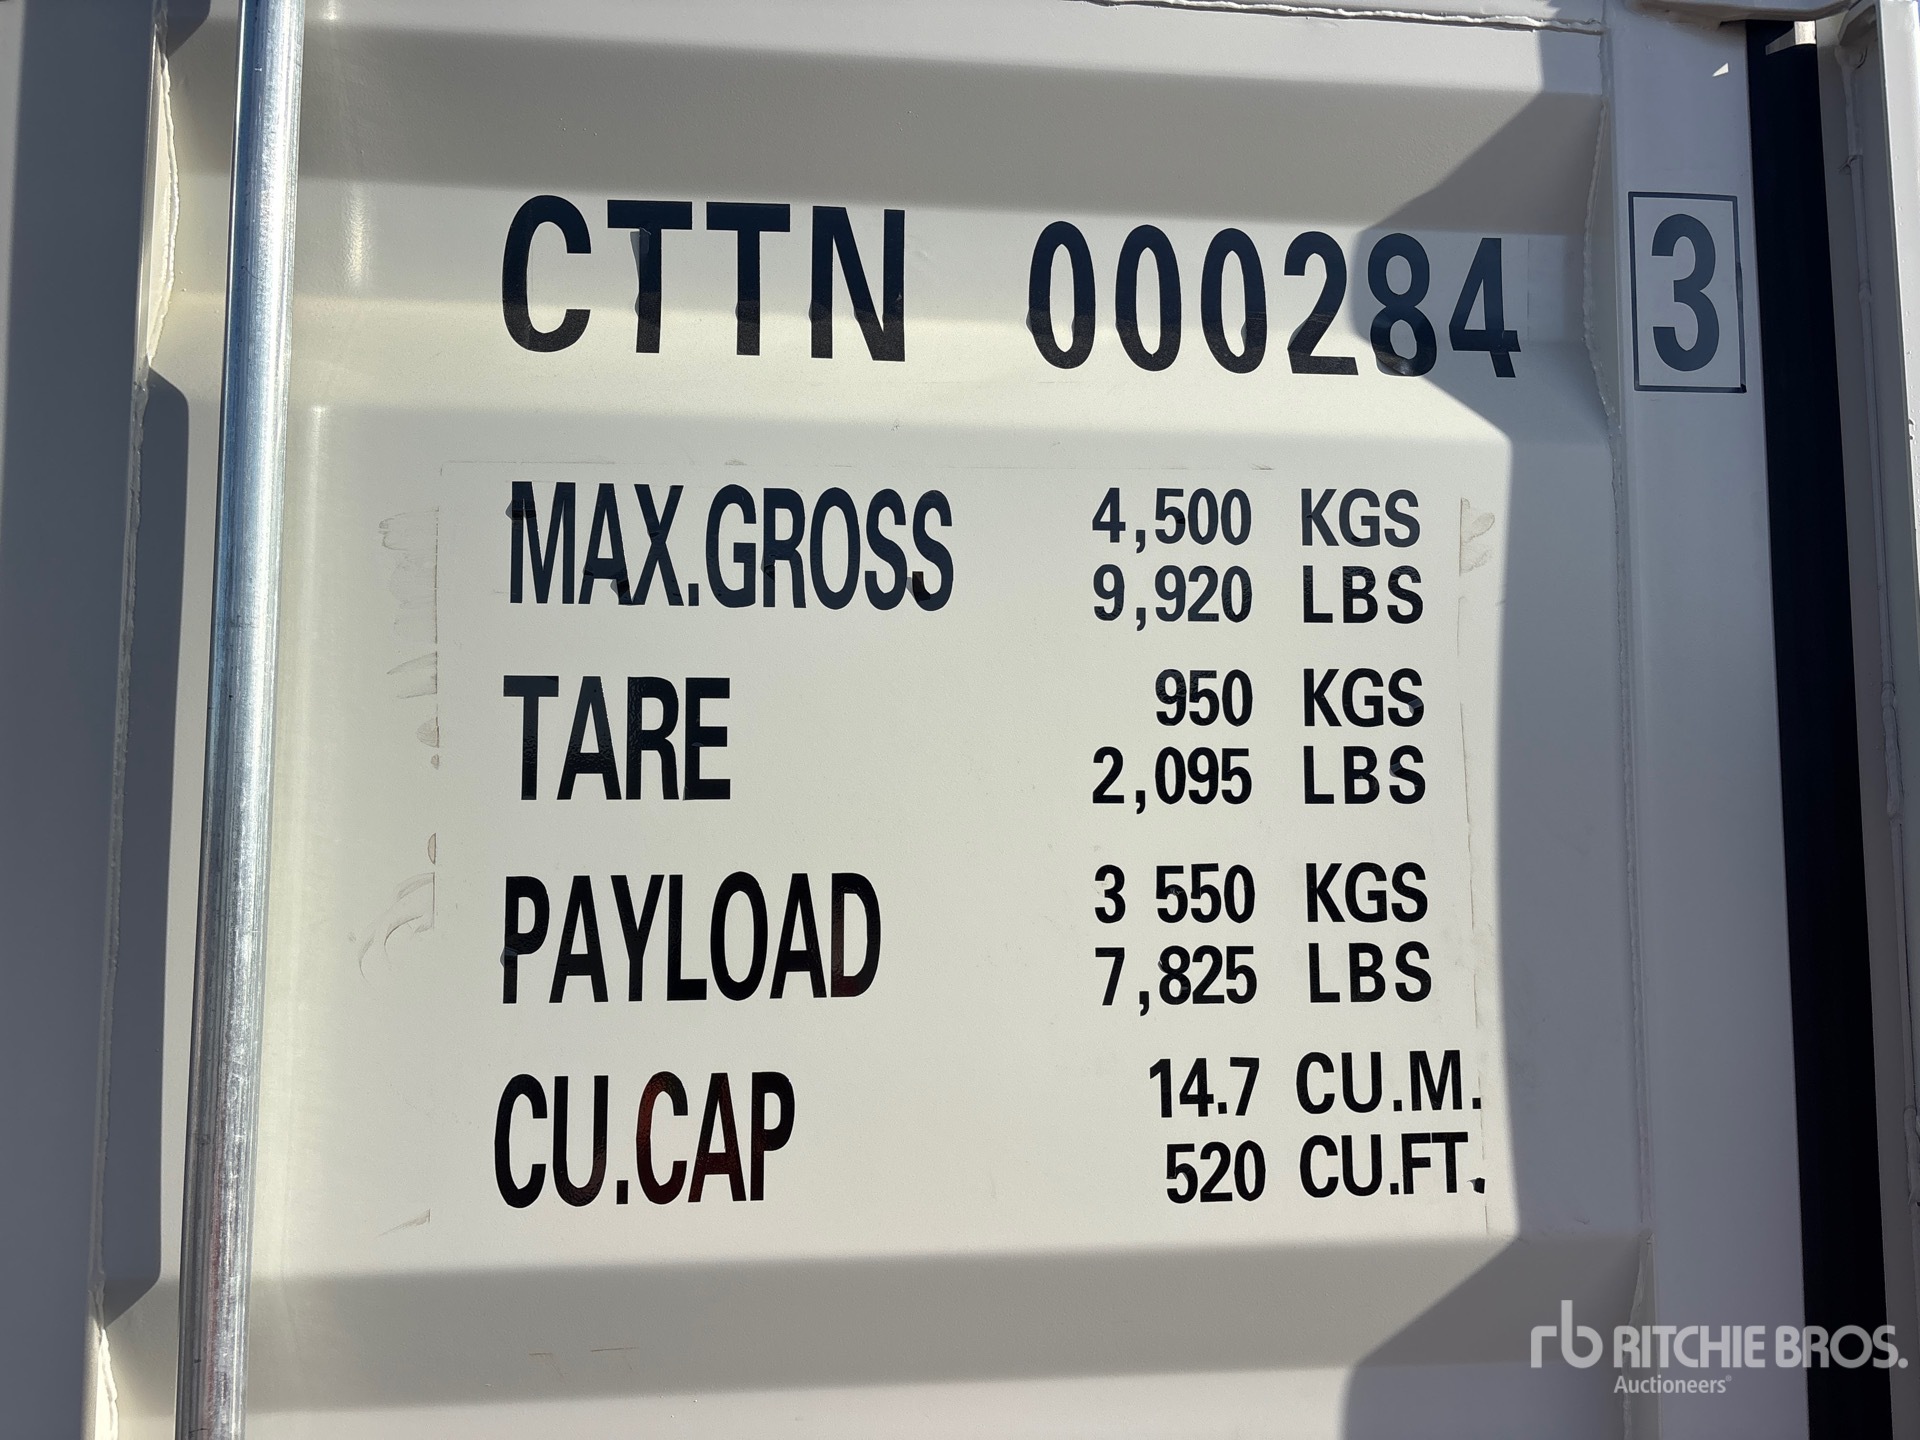 CTTN 000284 3
MAX.GROSS 4,500 KGS
9,920 LBS
TARE 950 KGS
2,095 LBS
PAYLOAD 3 550 KGS
7,825 LBS
CU.CAP 14.7 CU.M.
520 CU.FT.
rb RITCHIE BROS.
Auctioneers